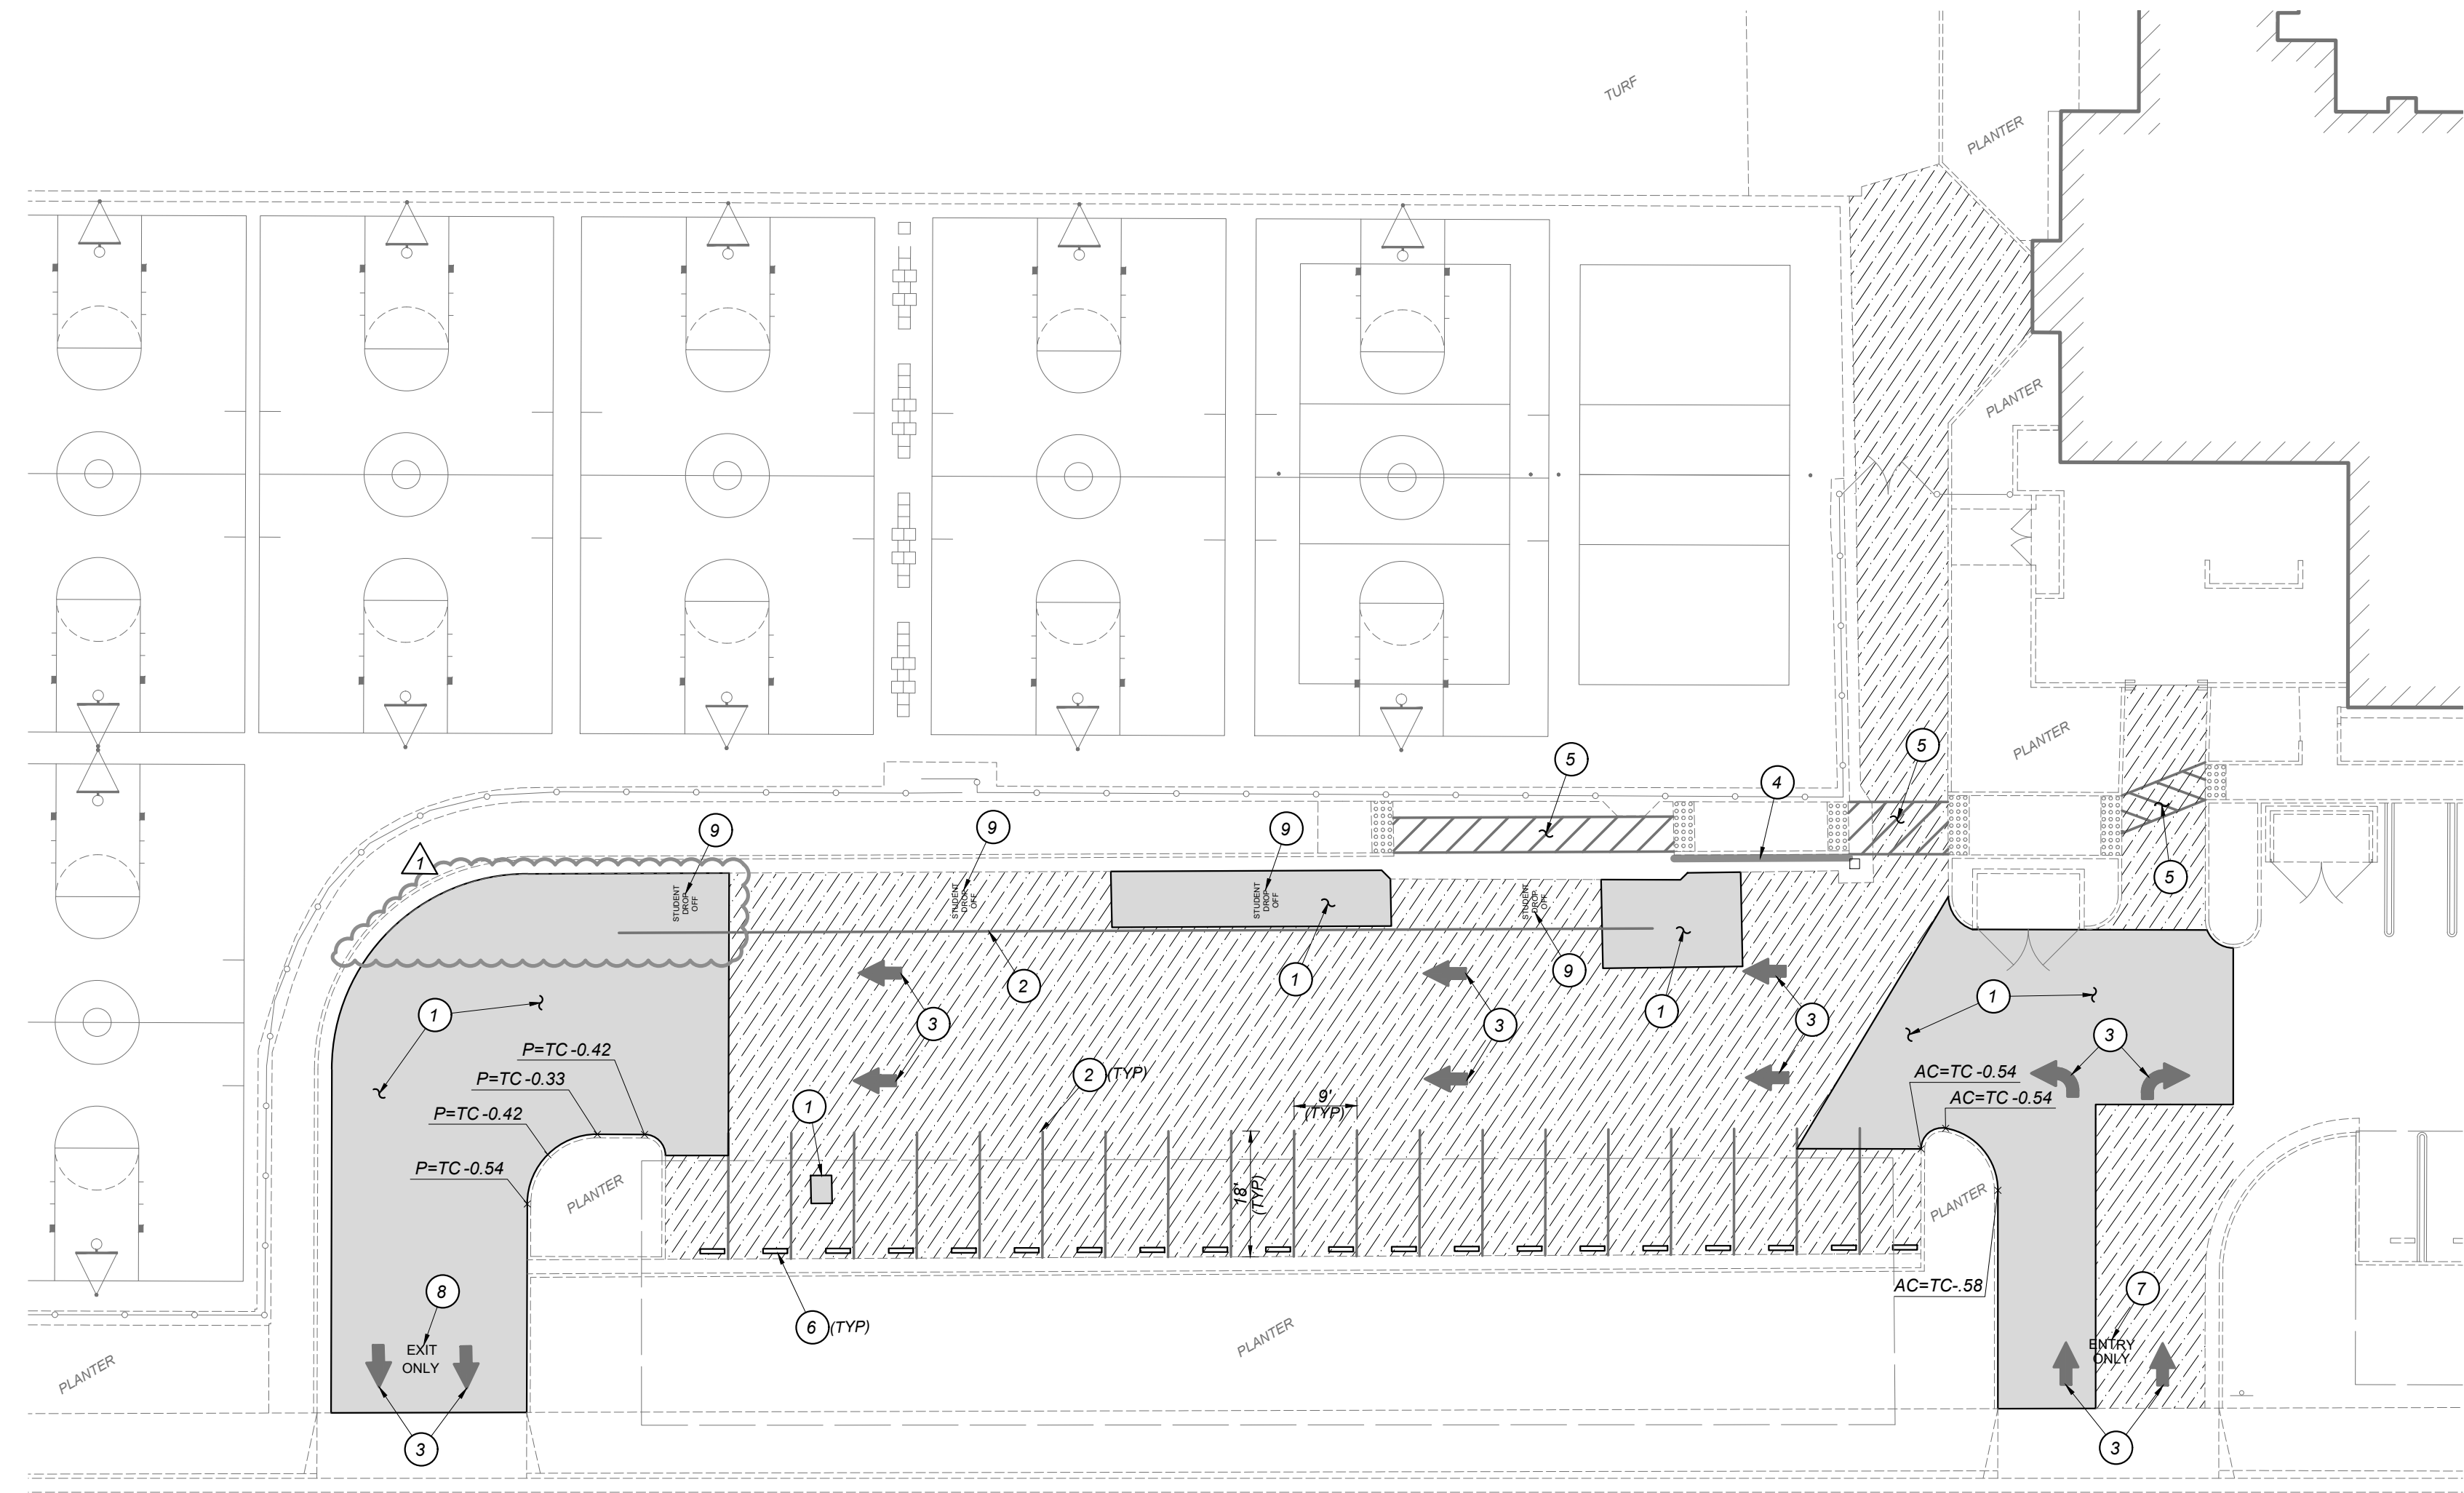 TURF
PLANTER
PLANTER
PLANTER
5
5
4
9
9
9
1
5
STUDENT
DROP
OFF
STUDENT
DROP
OFF
STUDENT
DROP
OFF
STUDENT
DROP
OFF
9
2
1
1
1
1
3
3
3
3
P=TC -0.42
P=TC -0.33
P=TC -0.42
P=TC -0.54
2 (TYP)
1
9'
(TYP)
18'
(TYP)
AC=TC -0.54
AC=TC -0.54
PLANTER
PLANTER
AC=TC-.58
8
7
6 (TYP)
PLANTER
EXIT
ONLY
ENTRY
ONLY
PLANTER
3
3